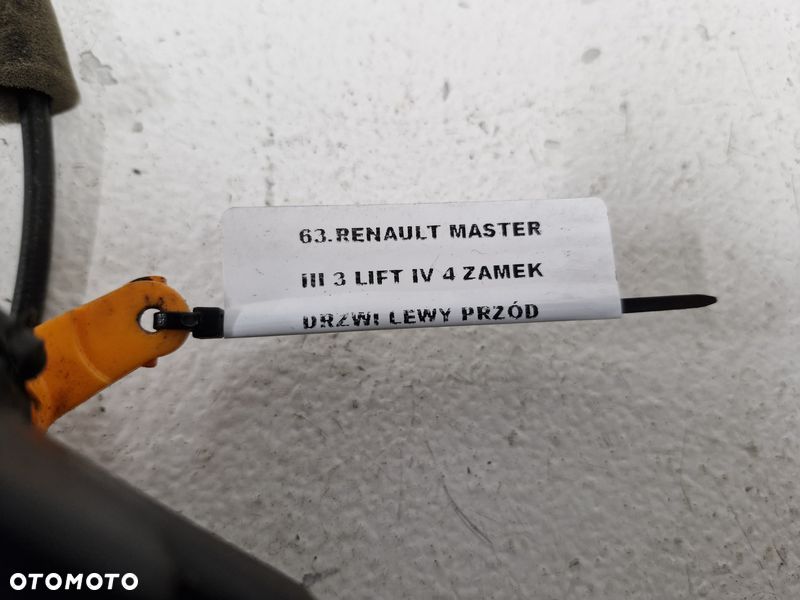 63.RENAULT MASTER
III 3 LIFT IV 4 ZAMEK
DRZWI LEWY PRZÓD
OTOMOTO